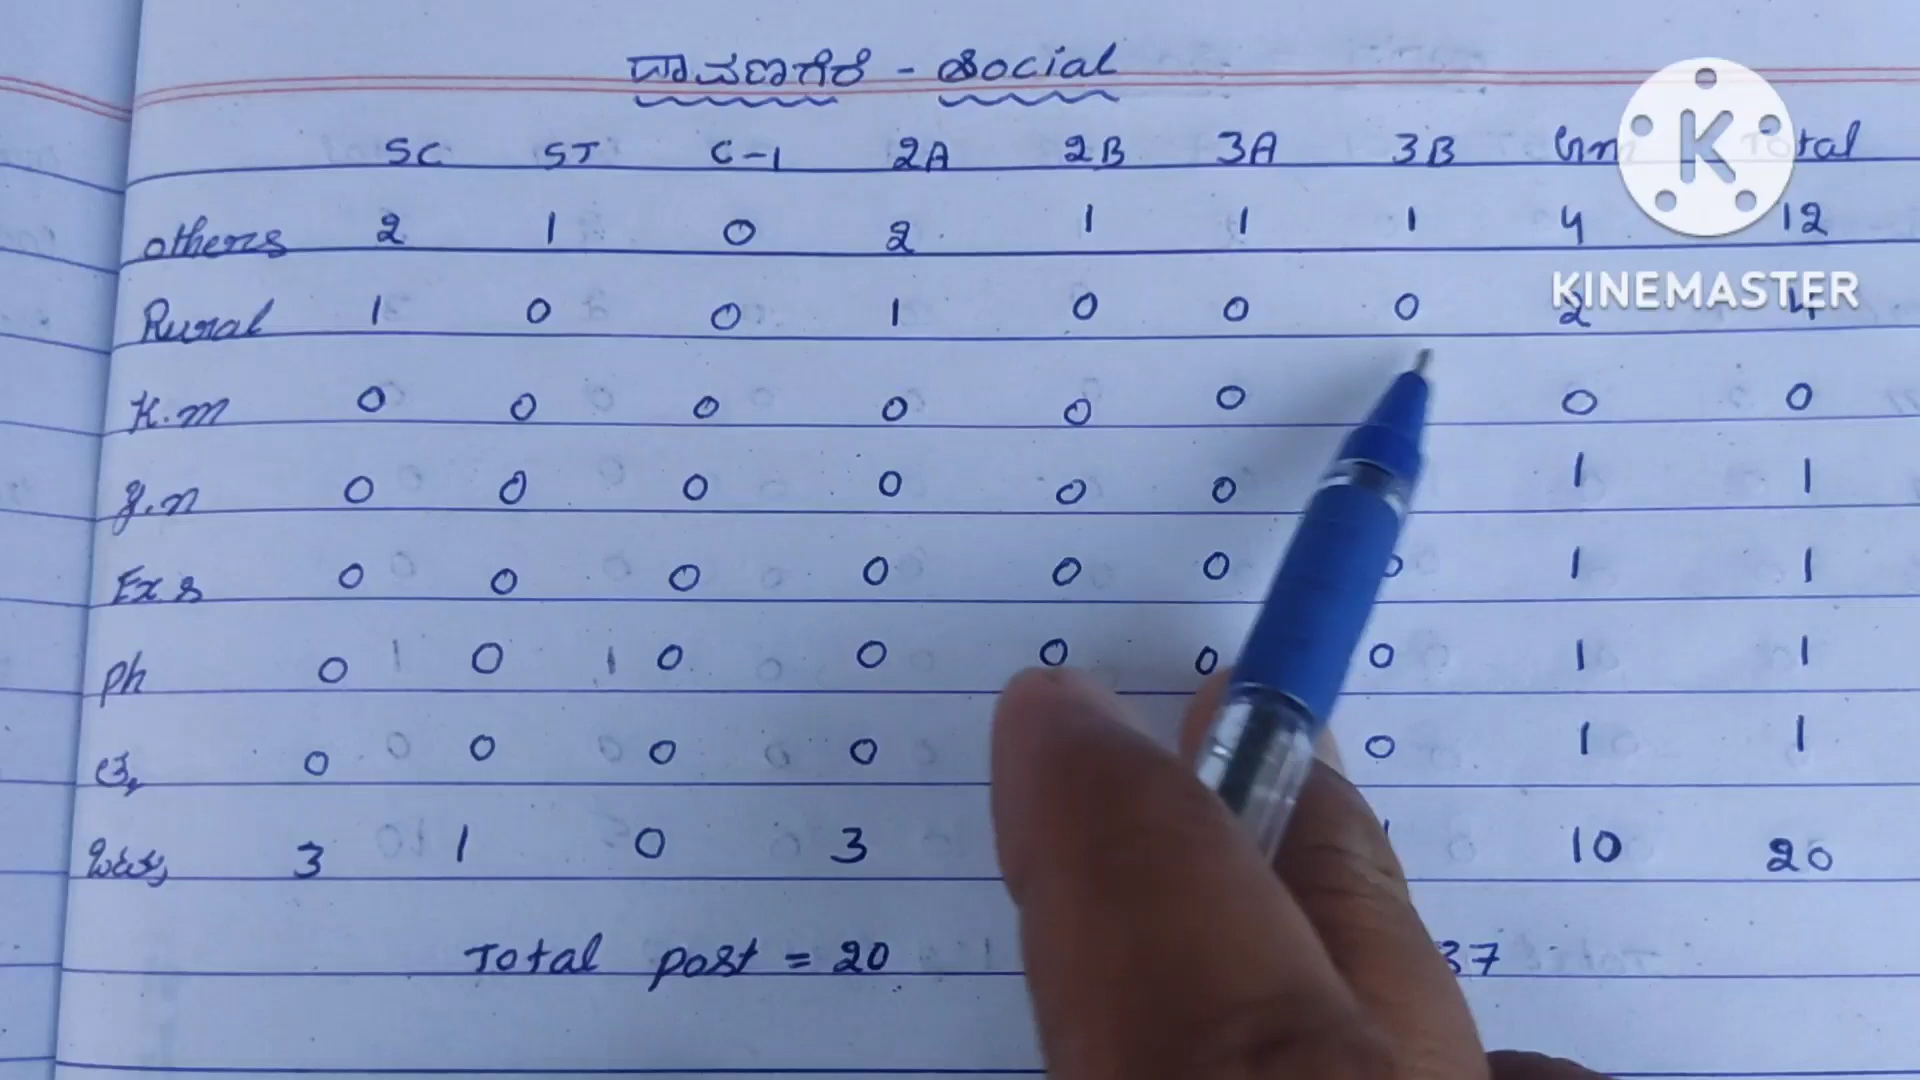 ದಾವಣಗೆರೆ - Social
SC ST C-1 2A 2B 3A 3B Gm Total
others 2 1 0 2 1 1 1 4 12
Rural 1 0 0 1 0 0 0 2 4
KINEMASTER
K.m 0 0 0 0 0 0 0 0
y.n 0 0 0 0 0 0 1 1
Ex.s 0 0 0 0 0 0 0 1 1
ph 0 0 0 0 0 0 0 1 1
0 0 0 0 0 1 1
ಒಟ್ಟು 3 1 0 3 10 20
Total post = 20 37